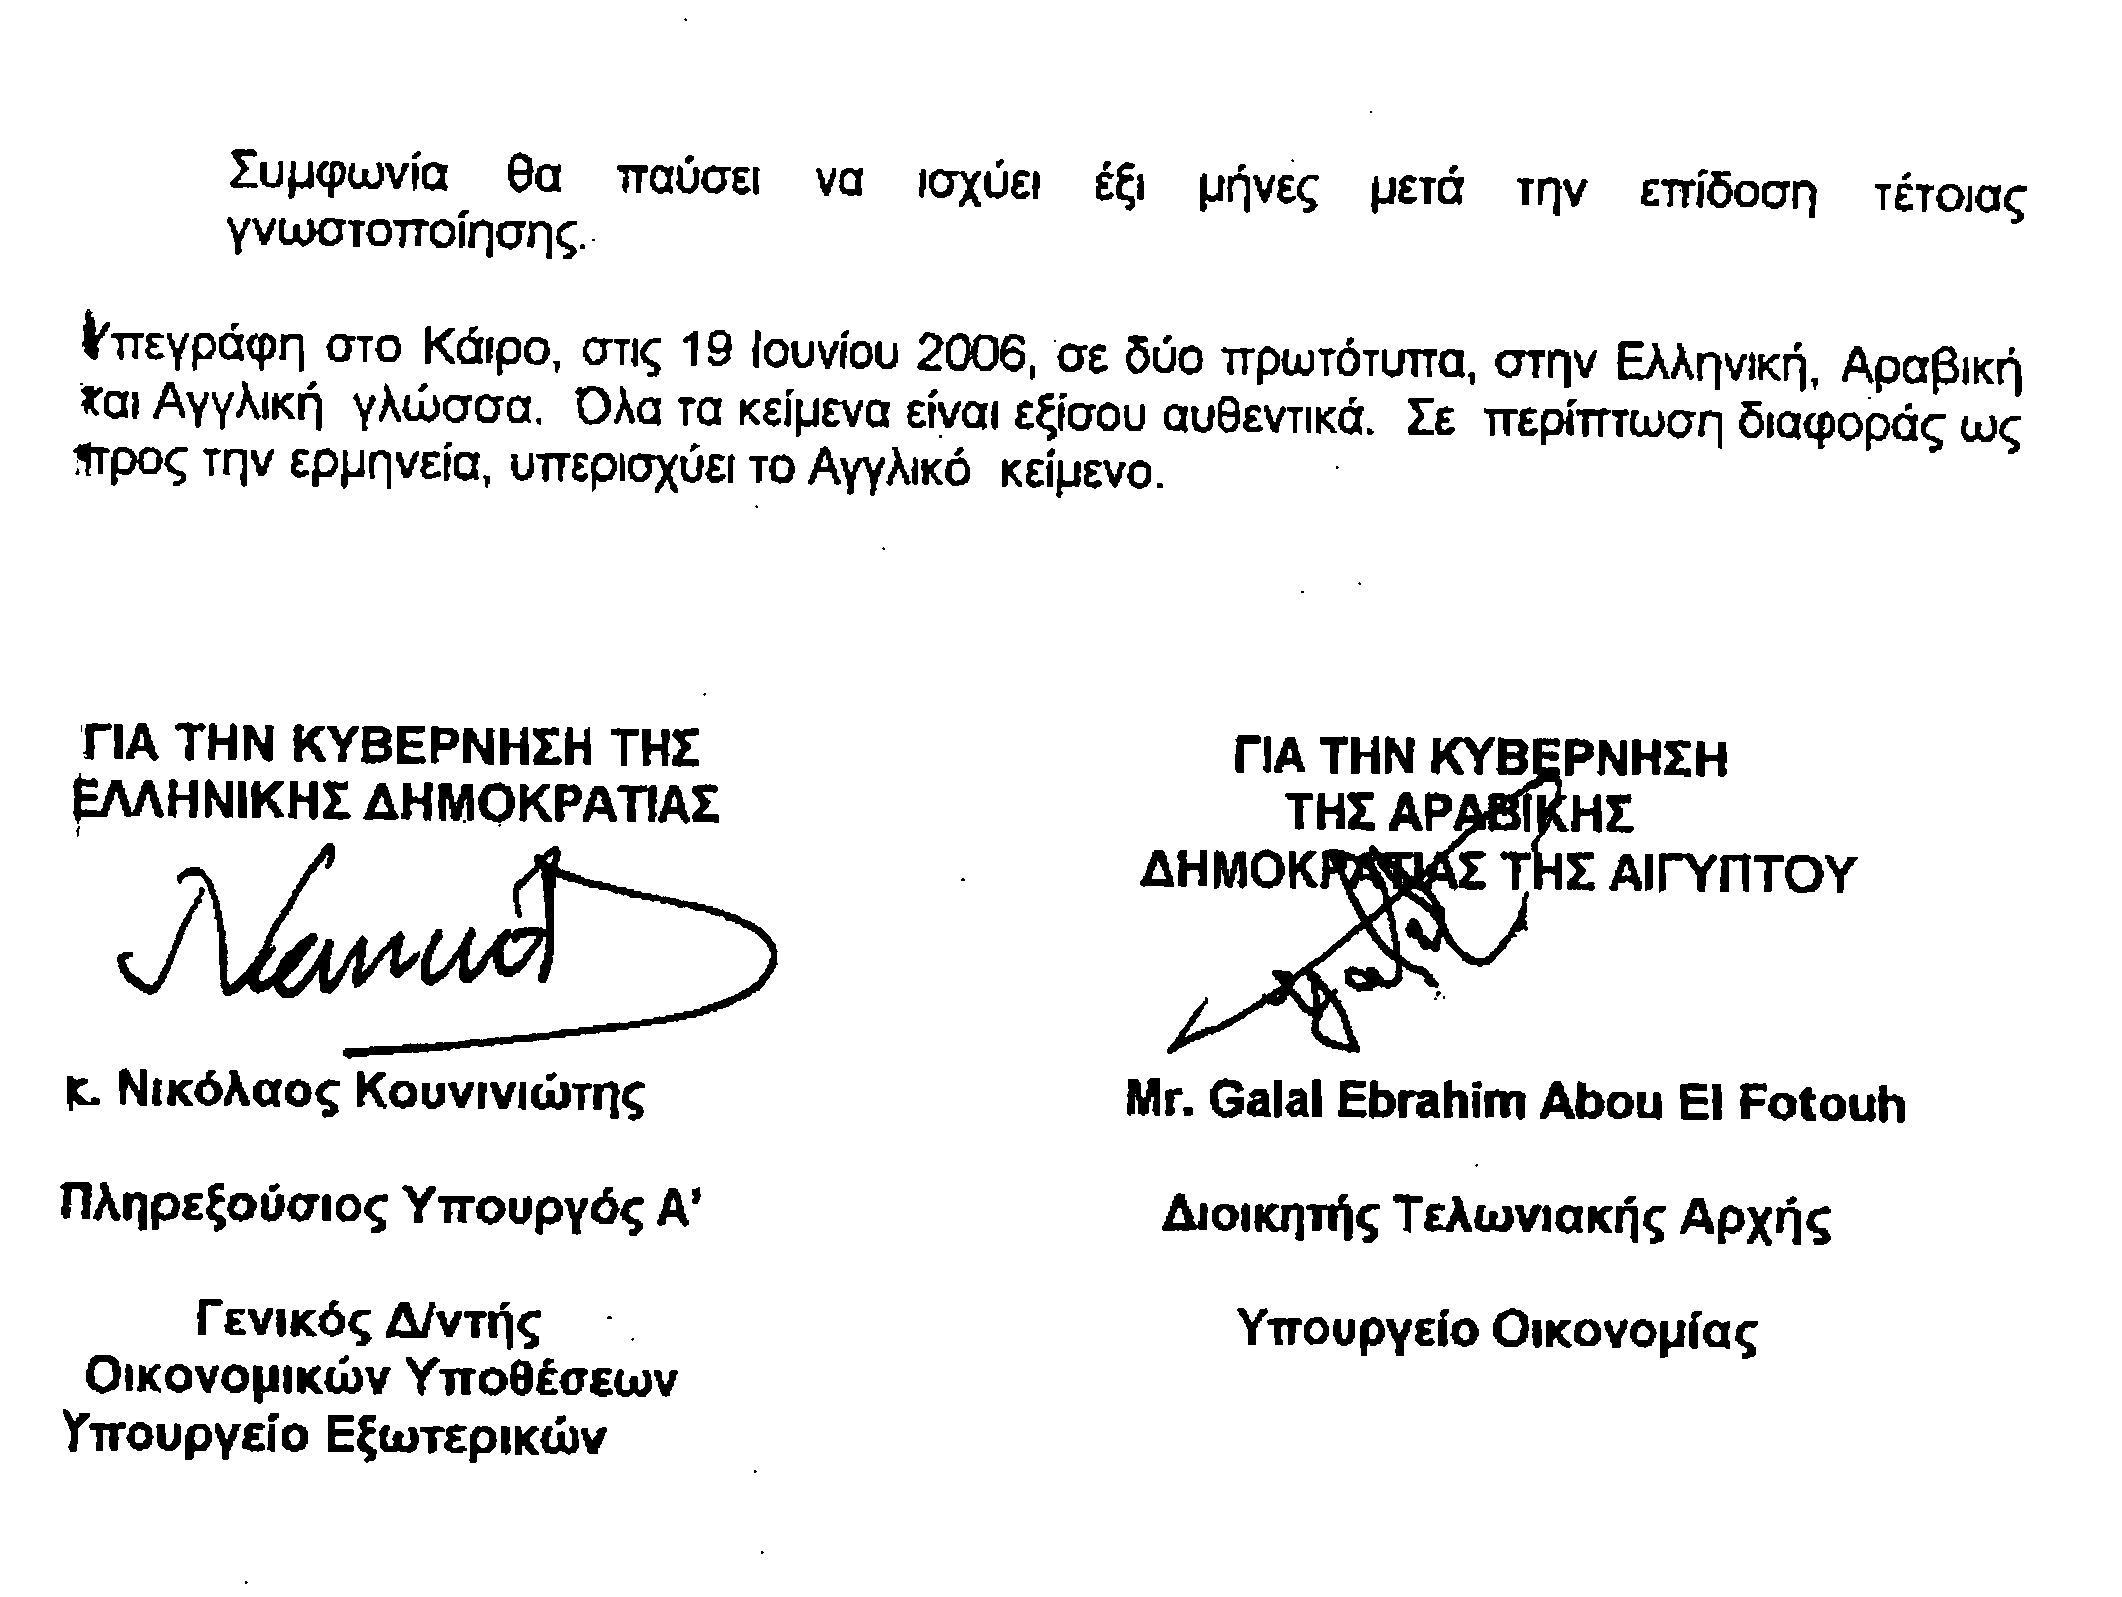 Συμφωνία θα παύσει να ισχύει έξι μήνες μετά την επίδοση τέτοιας
γνωστοποίησης.
Υπεγράφη στο Κάιρο, στις 19 Ιουνίου 2006, σε δύο πρωτότυπα, στην Ελληνική, Αραβική
και Αγγλική γλώσσα. Όλα τα κείμενα είναι εξίσου αυθεντικά. Σε περίπτωση διαφοράς ως
προς την ερμηνεία, υπερισχύει το Αγγλικό κείμενο.
ΓΙΑ ΤΗΝ ΚΥΒΕΡΝΗΣΗ ΤΗΣ
ΕΛΛΗΝΙΚΗΣ ΔΗΜΟΚΡΑΤΙΑΣ
κ. Νικόλαος Κουνινιώτης
Πληρεξούσιος Υπουργός Α'
Γενικός Δ/ντής
Οικονομικών Υποθέσεων
Υπουργείο Εξωτερικών
ΓΙΑ ΤΗΝ ΚΥΒΕΡΝΗΣΗ
ΤΗΣ ΑΡΑΒΙΚΗΣ
ΔΗΜΟΚΡΑΤΙΑΣ ΤΗΣ ΑΙΓΥΠΤΟΥ
Mr. Galal Ebrahim Abou El Fotouh
Διοικητής Τελωνιακής Αρχής
Υπουργείο Οικονομίας